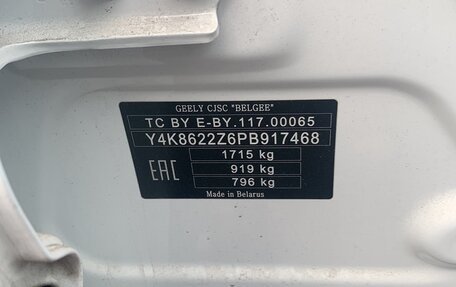 GEELY CJSC "BELGEE"
TC BY E-BY.117.00065
Y4K8622Z6PB917468
EAC
1715 kg
919 kg
796 kg
Made in Belarus